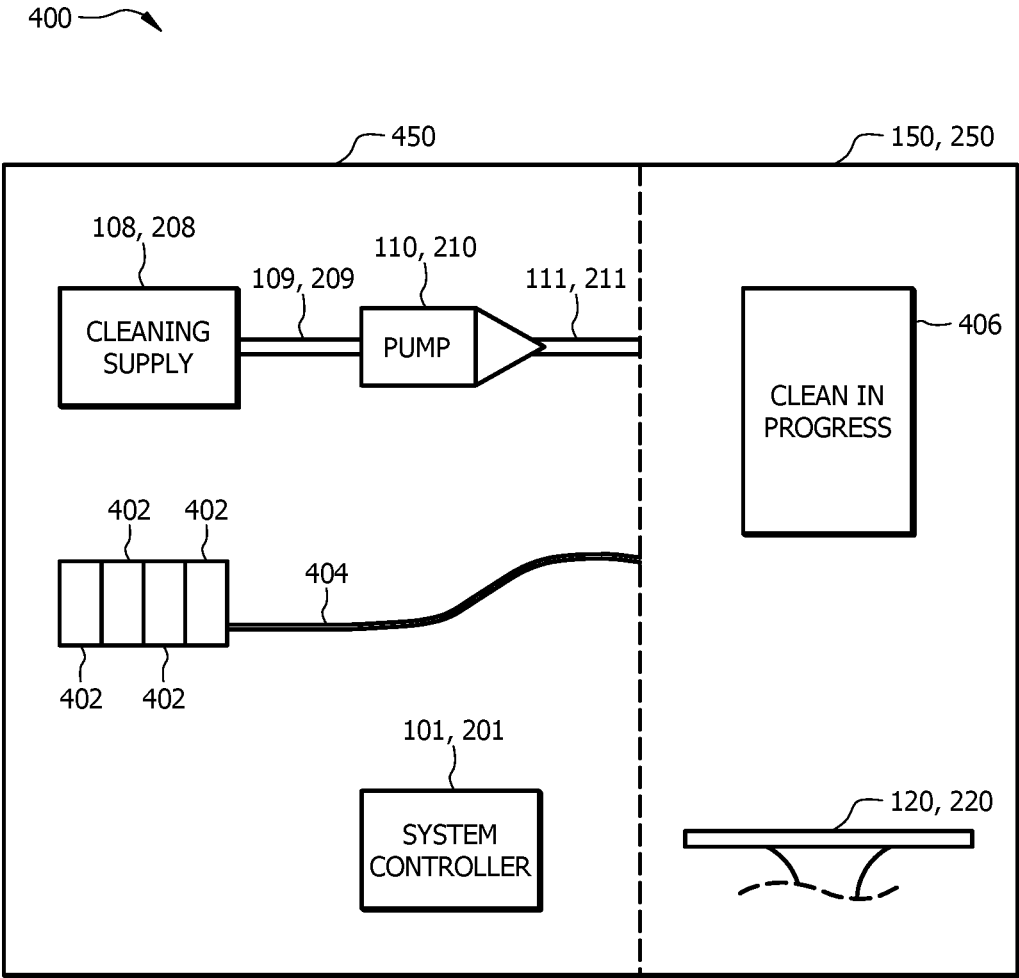 400
450
150, 250
108, 208
110, 210
109, 209
111, 211
CLEANING
SUPPLY
PUMP
406
CLEAN IN
PROGRESS
402
402
404
402
402
101, 201
SYSTEM
CONTROLLER
120, 220